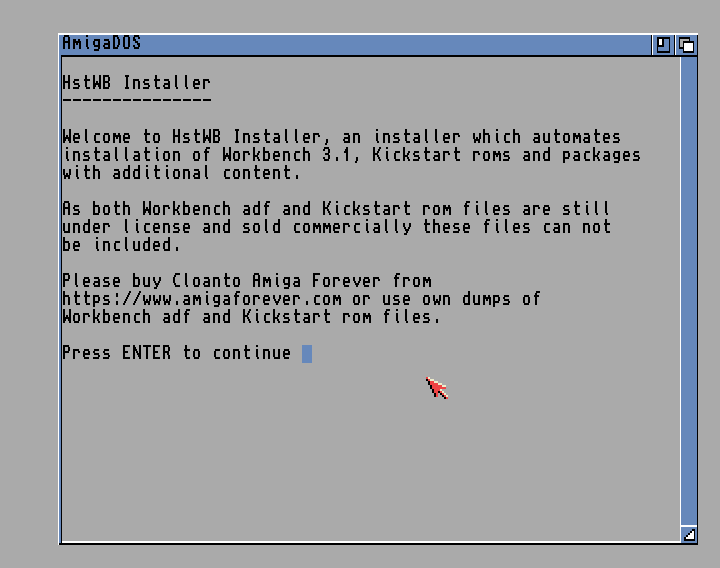 AmigaDOS
HstWB Installer
---------------
Welcome to HstWB Installer, an installer which automates
installation of Workbench 3.1, Kickstart roms and packages
with additional content.
As both Workbench adf and Kickstart rom files are still
under license and sold commercially these files can not
be included.
Please buy Cloanto Amiga Forever from
https://www.amigaforever.com or use own dumps of
Workbench adf and Kickstart rom files.
Press ENTER to continue